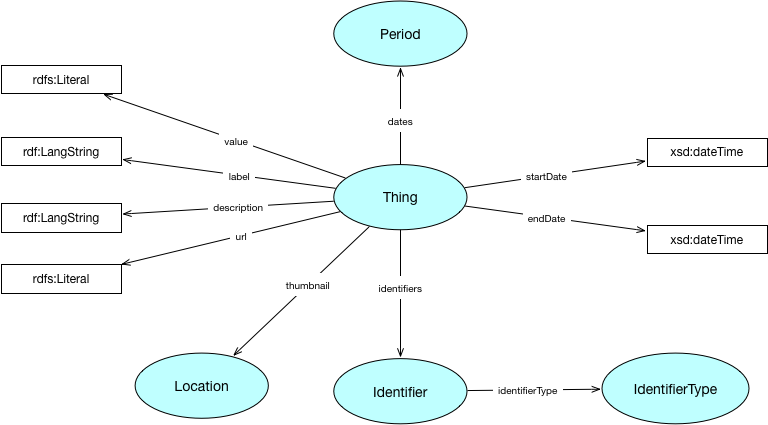 Period
rdfs:Literal
dates
value
rdf:LangString
xsd:dateTime
label
startDate
Thing
description
rdf:LangString
endDate
url
xsd:dateTime
rdfs:Literal
thumbnail
identifiers
Location
Identifier
identifierType
IdentifierType